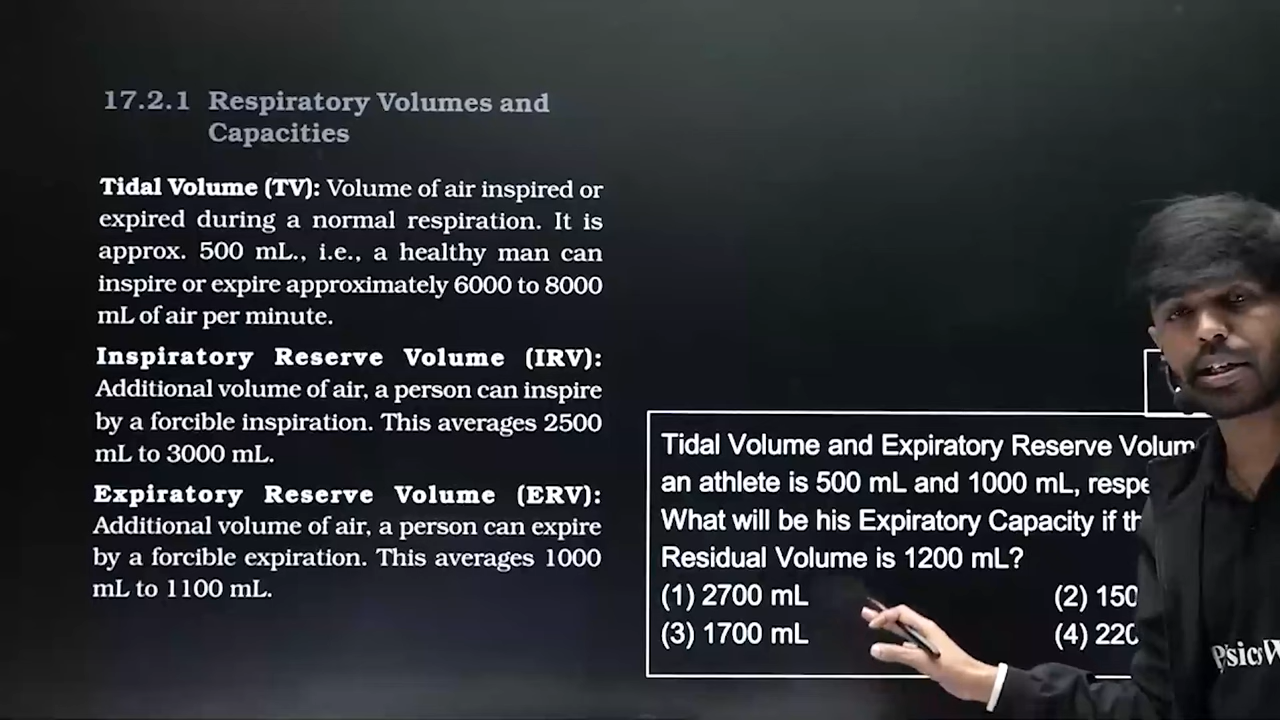 17.2.1 Respiratory Volumes and
Capacities
Tidal Volume (TV): Volume of air inspired or
expired during a normal respiration. It is
approx. 500 mL., i.e., a healthy man can
inspire or expire approximately 6000 to 8000
mL of air per minute.
Inspiratory Reserve Volume (IRV):
Additional volume of air, a person can inspire
by a forcible inspiration. This averages 2500
mL to 3000 mL.
Expiratory Reserve Volume (ERV):
Additional volume of air, a person can expire
by a forcible expiration. This averages 1000
mL to 1100 mL.
Tidal Volume and Expiratory Reserve Volum
an athlete is 500 mL and 1000 mL, respe
What will be his Expiratory Capacity if th
Residual Volume is 1200 mL?
(1) 2700 mL (2) 150
(3) 1700 mL (4) 220